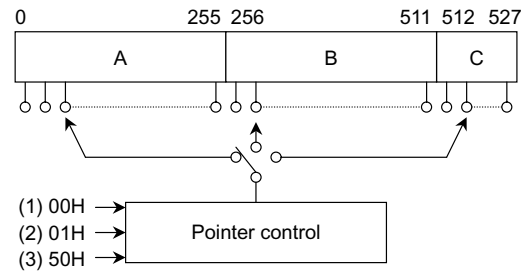 0 255 256 511 512 527
A B C
(1) 00H
(2) 01H
(3) 50H
Pointer control